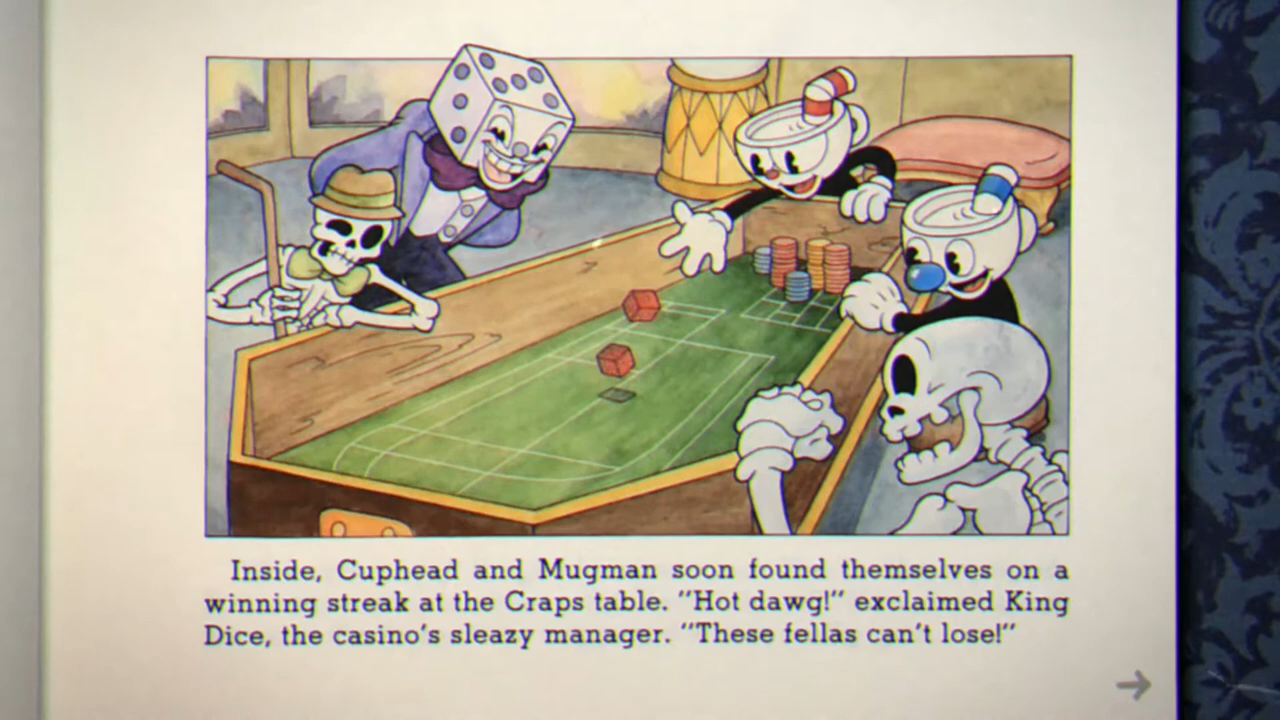 Inside, Cuphead and Mugman soon found themselves on a
winning streak at the Craps table. "Hot dawg!" exclaimed King
Dice, the casino's sleazy manager. "These fellas can't lose!"